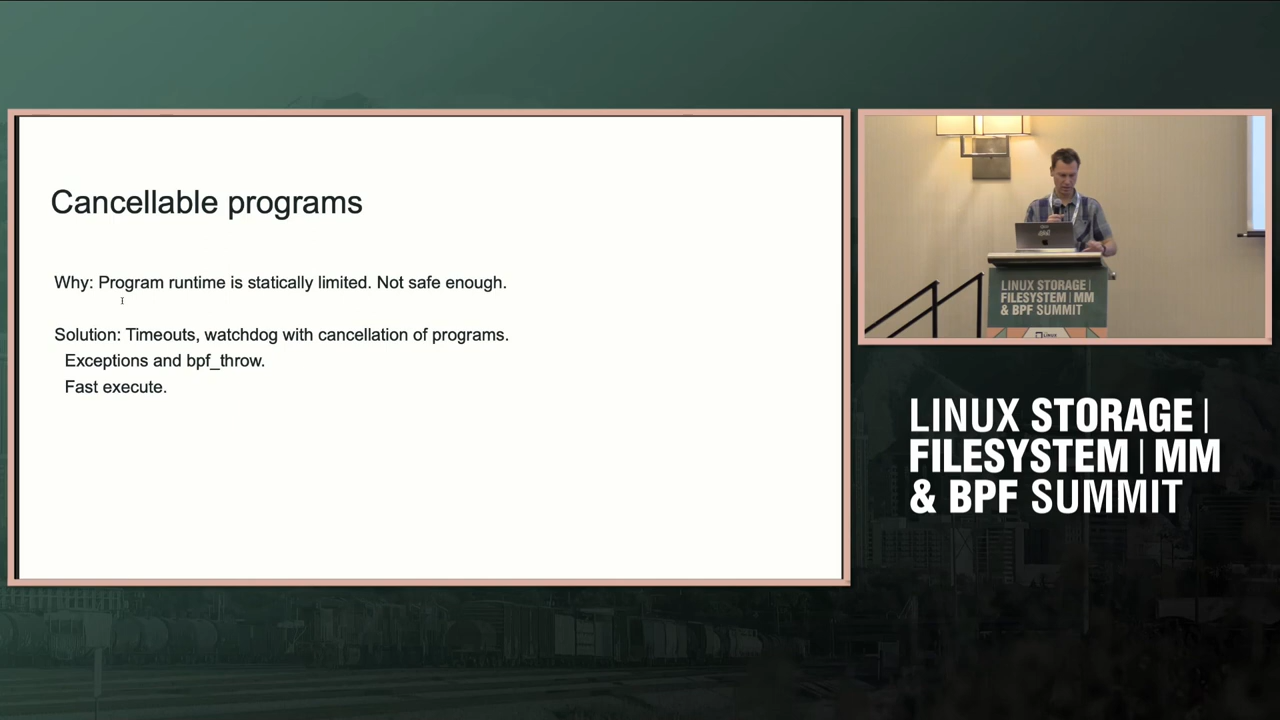 Cancellable programs
Why: Program runtime is statically limited. Not safe enough.
Solution: Timeouts, watchdog with cancellation of programs.
Exceptions and bpf_throw.
Fast execute.
LINUX STORAGE|
FILESYSTEM|MM
& BPF SUMMIT
LINUX STORAGE|
FILESYSTEM|MM
& BPF SUMMIT